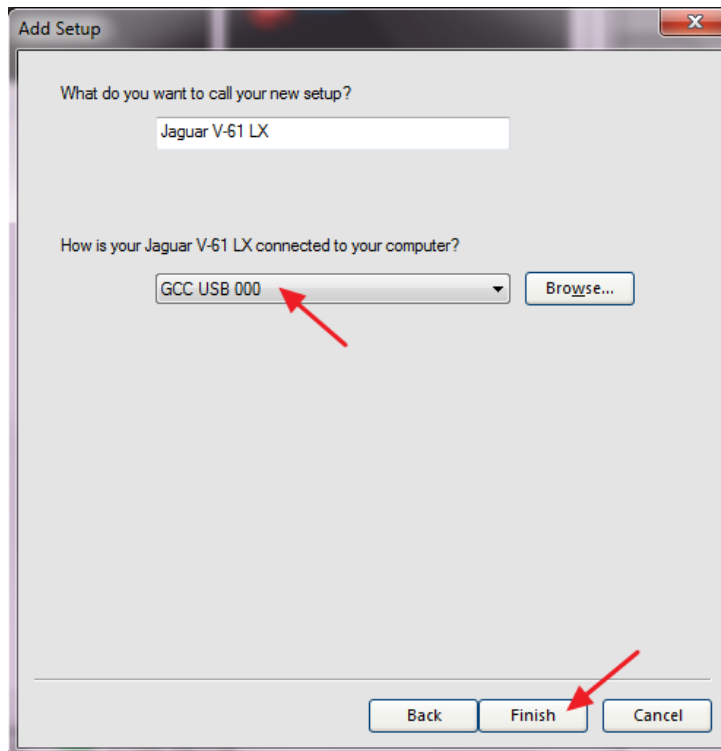 Add Setup
What do you want to call your new setup?
Jaguar V-61 LX
How is your Jaguar V-61 LX connected to your computer?
GCC USB 000
Browse...
Back
Finish
Cancel